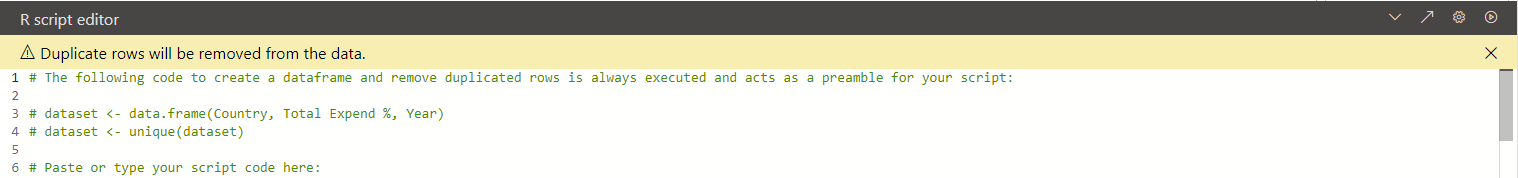 R script editor
Duplicate rows will be removed from the data.
1 # The following code to create a dataframe and remove duplicated rows is always executed and acts as a preamble for your script:
2
3 # dataset <- data.frame(Country, Total Expend %, Year)
4 # dataset <- unique(dataset)
5
6 # Paste or type your script code here: